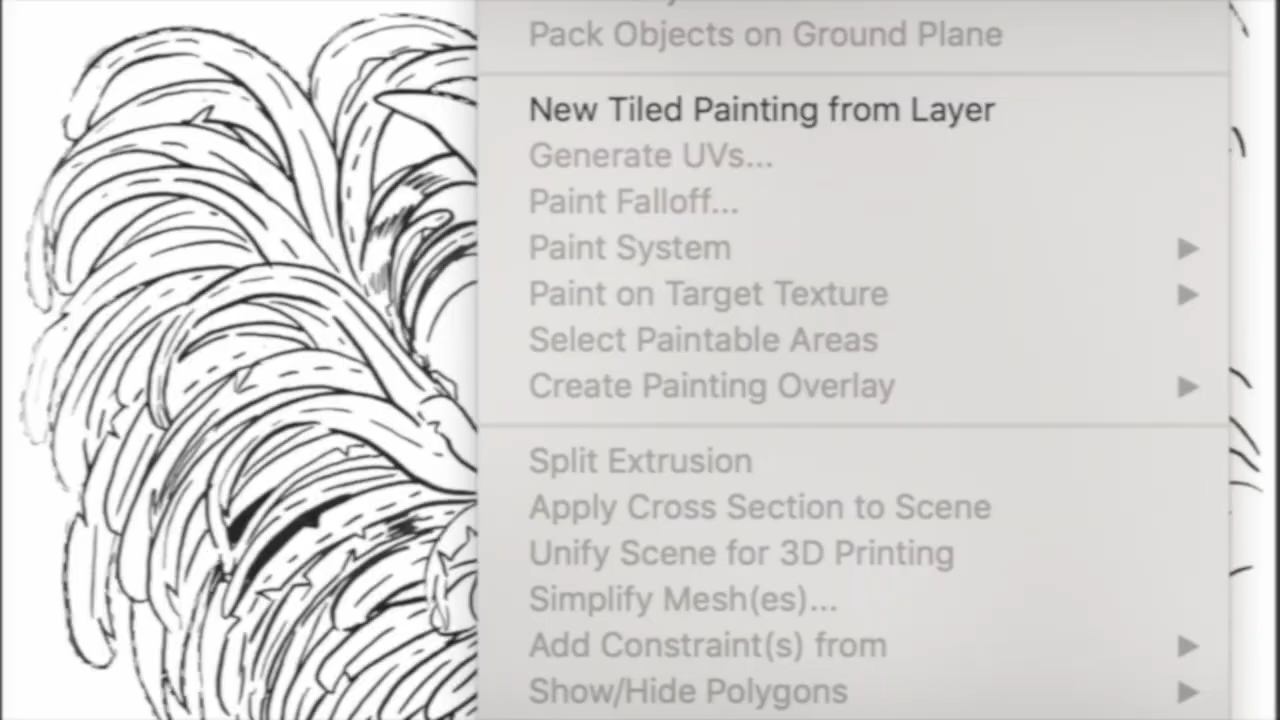 Pack Objects on Ground Plane
New Tiled Painting from Layer
Generate UVs...
Paint Falloff...
Paint System
Paint on Target Texture
Select Paintable Areas
Create Painting Overlay
Split Extrusion
Apply Cross Section to Scene
Unify Scene for 3D Printing
Simplify Mesh(es)...
Add Constraint(s) from
Show/Hide Polygons